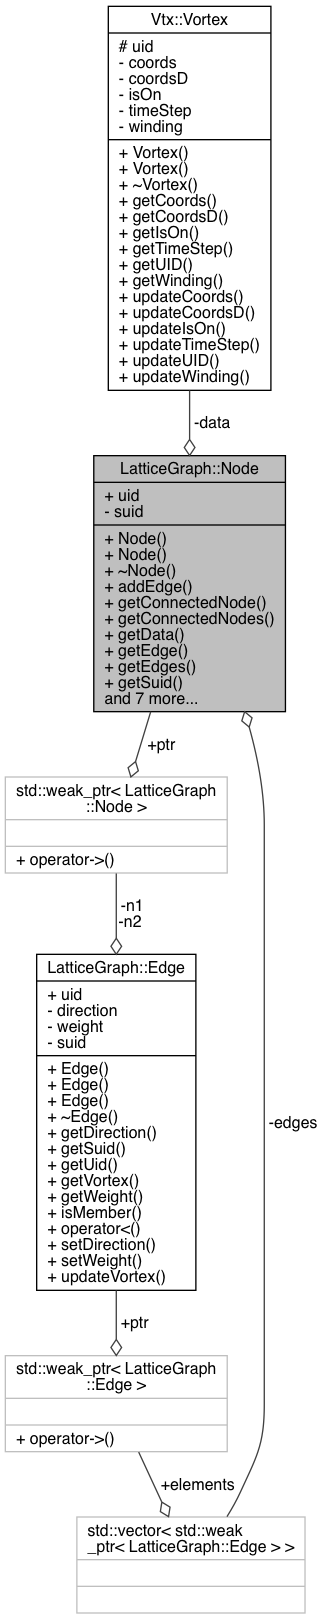 Vtx::Vortex
# uid
- coords
- coordsD
- isOn
- timeStep
- winding
+ Vortex()
+ Vortex()
+ ~Vortex()
+ getCoords()
+ getCoordsD()
+ getIsOn()
+ getTimeStep()
+ getUID()
+ getWinding()
+ updateCoords()
+ updateCoordsD()
+ updateIsOn()
+ updateTimeStep()
+ updateUID()
+ updateWinding()
-data
LatticeGraph::Node
+ uid
- suid
+ Node()
+ Node()
+ ~Node()
+ addEdge()
+ getConnectedNode()
+ getConnectedNodes()
+ getData()
+ getEdge()
+ getEdges()
+ getSuid()
and 7 more...
+ptr
std::weak_ptr< LatticeGraph
::Node >
+ operator->()
-n1
-n2
LatticeGraph::Edge
+ uid
- direction
- weight
- suid
+ Edge()
+ Edge()
+ Edge()
+ ~Edge()
+ getDirection()
+ getSuid()
+ getUid()
+ getVortex()
+ getWeight()
+ isMember()
+ operator<()
+ setDirection()
+ setWeight()
+ updateVortex()
-edges
+ptr
std::weak_ptr< LatticeGraph
::Edge >
+ operator->()
+elements
std::vector< std::weak
_ptr< LatticeGraph::Edge > >